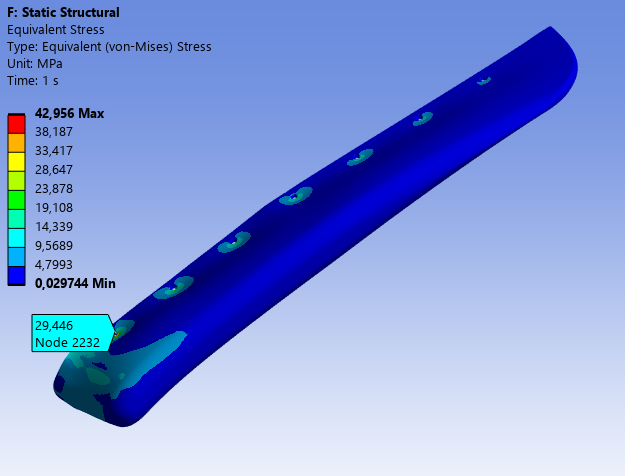 F: Static Structural
Equivalent Stress
Type: Equivalent (von-Mises) Stress
Unit: MPa
Time: 1 s
42,956 Max
38,187
33,417
28,647
23,878
19,108
14,339
9,5689
4,7993
0,029744 Min
29,446
Node 2232